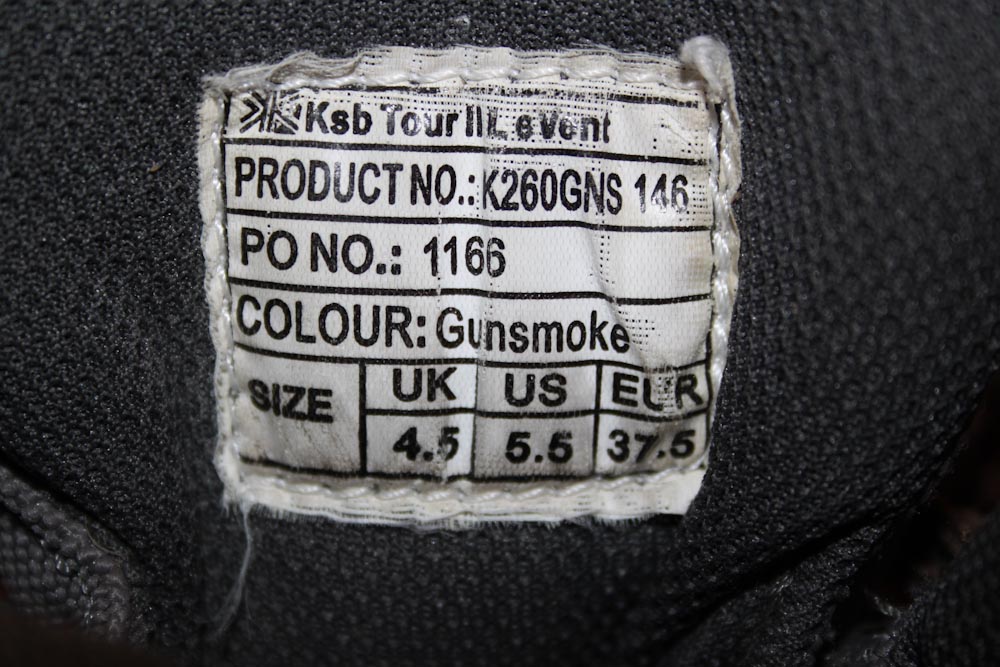 Ksb Tour II L eVent
PRODUCT NO.: K260GNS 146
PO NO.: 1166
COLOUR: Gunsmoke
SIZE UK US EUR
4.5 5.5 37.5